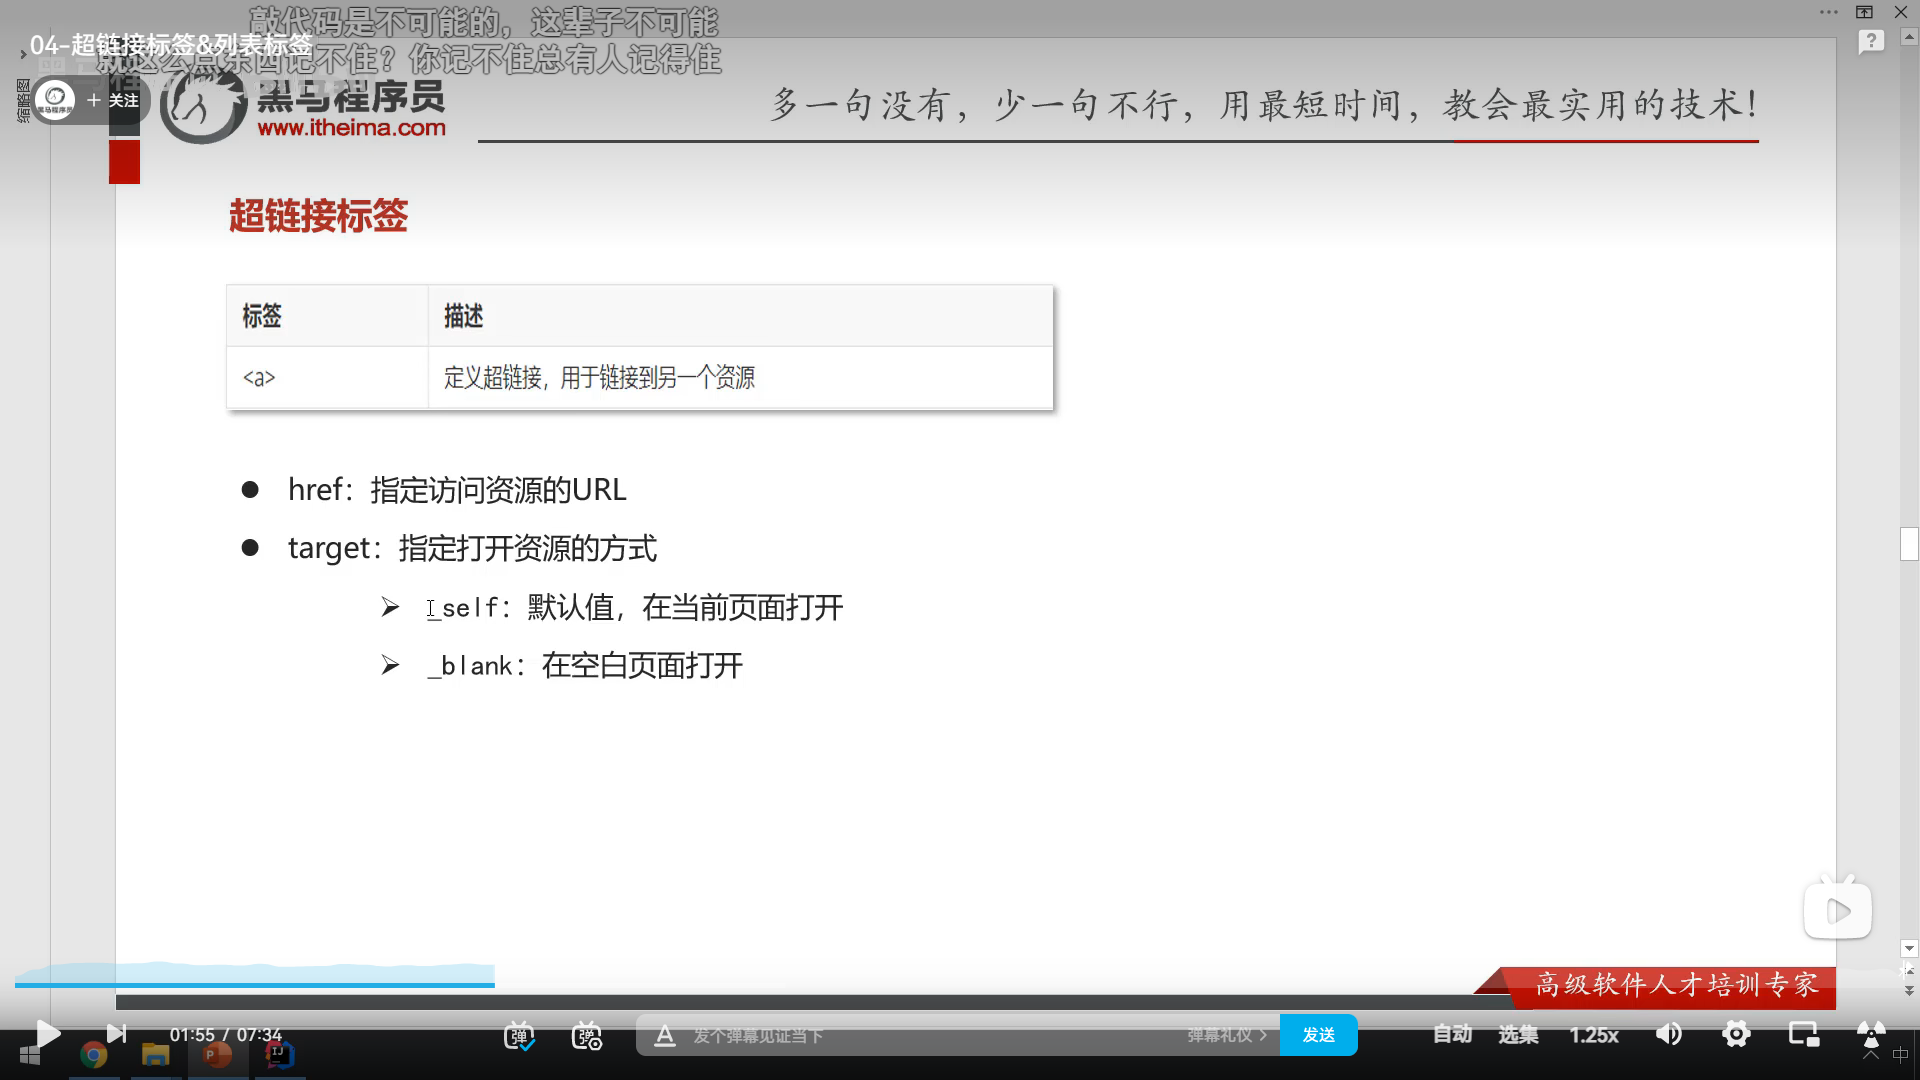 敲代码是不可能的，这辈子不可能
04-超链接标签&列表标签
就这么点东西记不住？你记不住总有人记得住
缩略图
+ 关注
黑马程序员
www.itheima.com
多一句没有，少一句不行，用最短时间，教会最实用的技术！
超链接标签
标签 描述
<a> 定义超链接，用于链接到另一个资源
● href：指定访问资源的URL
● target：指定打开资源的方式
➢ _self：默认值，在当前页面打开
➢ _blank：在空白页面打开
高级软件人才培训专家
01:55 / 07:34 弹 弹 A 发个弹幕见证当下 弹幕礼仪 > 发送 自动 选集 1.25x
中